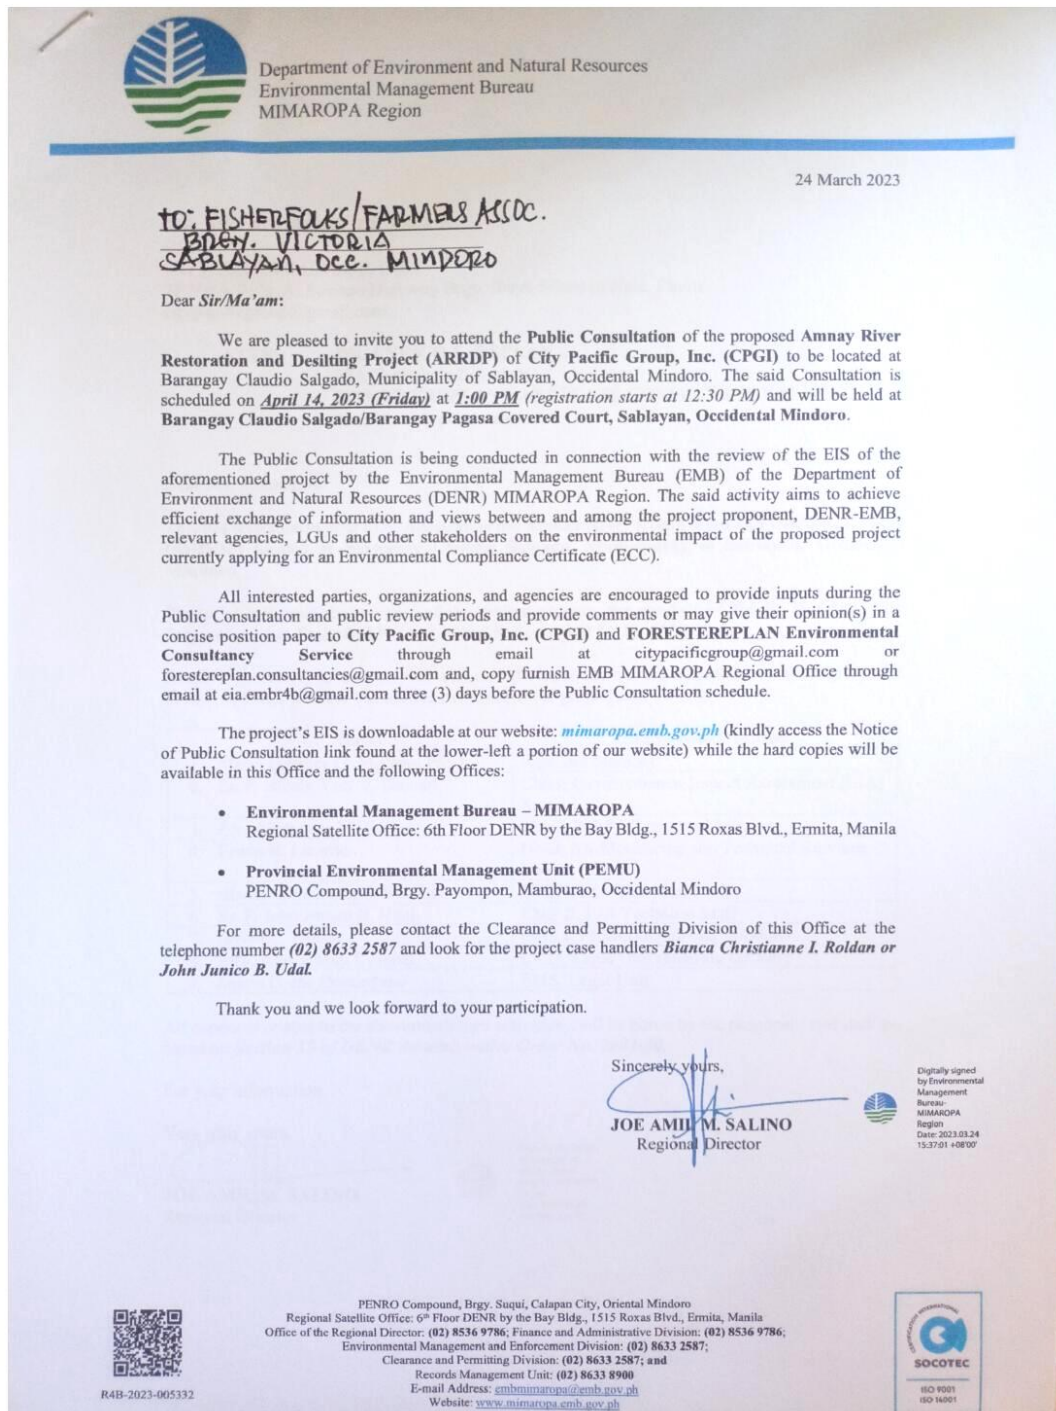 Department of Environment and Natural Resources
Environmental Management Bureau
MIMAROPA Region
24 March 2023
TO: FISHERFOLKS/FARMERS ASSOC.
BRGY. VICTORIA
SABLAYAN, OCC. MINDORO
Dear Sir/Ma'am:
We are pleased to invite you to attend the Public Consultation of the proposed Amnay River
Restoration and Desilting Project (ARRDP) of City Pacific Group, Inc. (CPGI) to be located at
Barangay Claudio Salgado, Municipality of Sablayan, Occidental Mindoro. The said Consultation is
scheduled on April 14, 2023 (Friday) at 1:00 PM (registration starts at 12:30 PM) and will be held at
Barangay Claudio Salgado/Barangay Pagasa Covered Court, Sablayan, Occidental Mindoro.
The Public Consultation is being conducted in connection with the review of the EIS of the
aforementioned project by the Environmental Management Bureau (EMB) of the Department of
Environment and Natural Resources (DENR) MIMAROPA Region. The said activity aims to achieve
efficient exchange of information and views between and among the project proponent, DENR-EMB,
relevant agencies, LGUs and other stakeholders on the environmental impact of the proposed project
currently applying for an Environmental Compliance Certificate (ECC).
All interested parties, organizations, and agencies are encouraged to provide inputs during the
Public Consultation and public review periods and provide comments or may give their opinion(s) in a
concise position paper to City Pacific Group, Inc. (CPGI) and FORESTEREPLAN Environmental
Consultancy Service through email at citypacificgroup@gmail.com or
forestereplan.consultancies@gmail.com and, copy furnish EMB MIMAROPA Regional Office through
email at eia.embr4b@gmail.com three (3) days before the Public Consultation schedule.
The project's EIS is downloadable at our website: mimaropa.emb.gov.ph (kindly access the Notice
of Public Consultation link found at the lower-left a portion of our website) while the hard copies will be
available in this Office and the following Offices:
• Environmental Management Bureau – MIMAROPA
Regional Satellite Office: 6th Floor DENR by the Bay Bldg., 1515 Roxas Blvd., Ermita, Manila
• Provincial Environmental Management Unit (PEMU)
PENRO Compound, Brgy. Payompon, Mamburao, Occidental Mindoro
For more details, please contact the Clearance and Permitting Division of this Office at the
telephone number (02) 8633 2587 and look for the project case handlers Bianca Christianne I. Roldan or
John Junico B. Udal.
Thank you and we look forward to your participation.
Sincerely yours,
JOE AMIL M. SALINO
Regional Director
Digitally signed
by Environmental
Management
Bureau-
MIMAROPA
Region
Date: 2023.03.24
15:37:01 +08'00'
PENRO Compound, Brgy. Suqui, Calapan City, Oriental Mindoro
Regional Satellite Office: 6th Floor DENR by the Bay Bldg., 1515 Roxas Blvd., Ermita, Manila
Office of the Regional Director: (02) 8536 9786; Finance and Administrative Division: (02) 8536 9786;
Environmental Management and Enforcement Division: (02) 8633 2587;
Clearance and Permitting Division: (02) 8633 2587; and
Records Management Unit: (02) 8633 8900
E-mail Address: embmimaropa@emb.gov.ph
Website: www.mimaropa.emb.gov.ph
R4B-2023-005332
SOCOTEC
ISO 9001
ISO 14001